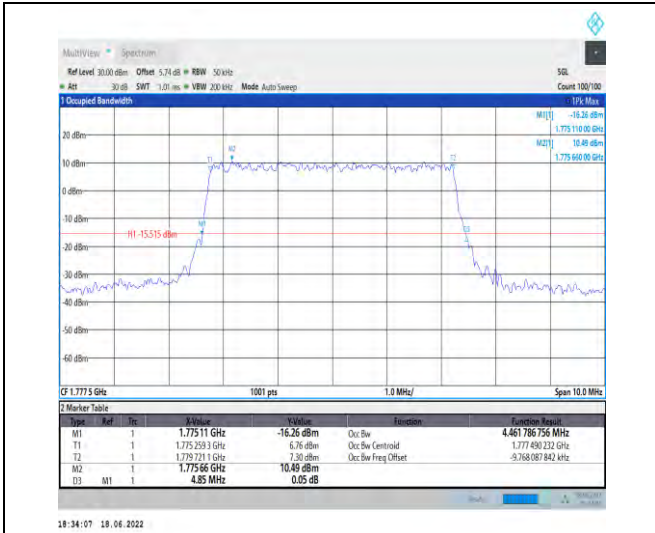 MultiView Spectrum
Ref Level 30.00 dBm Offset 5.74 dB RBW 50 kHz SGL
Att 30 dB SWT 1.01 ms VBW 200 kHz Mode Auto Sweep Count 100/100
1 Occupied Bandwidth 1Pk Max
M1[1] -16.26 dBm
1.775 110 00 GHz
M2[1] 10.49 dBm
1.775 660 00 GHz
20 dBm
10 dBm
0 dBm
-10 dBm
-20 dBm
-30 dBm
-40 dBm
-50 dBm
-60 dBm
T1 M2 T2
M1
H1 -15.515 dBm
CF 1.777 5 GHz 1001 pts 1.0 MHz/ Span 10.0 MHz
2 Marker Table
Type Ref Trc X-Value Y-Value Function Function Result
M1 1 1.775 11 GHz -16.26 dBm Occ Bw 4.461 786 756 MHz
T1 1 1.775 259 3 GHz 6.76 dBm Occ Bw Centroid 1.777 490 232 GHz
T2 1 1.779 721 1 GHz 7.30 dBm Occ Bw Freq Offset -9.768 087 842 kHz
M2 1 1.775 66 GHz 10.49 dBm
D3 M1 1 4.85 MHz 0.05 dB
18:34:07 18.06.2022